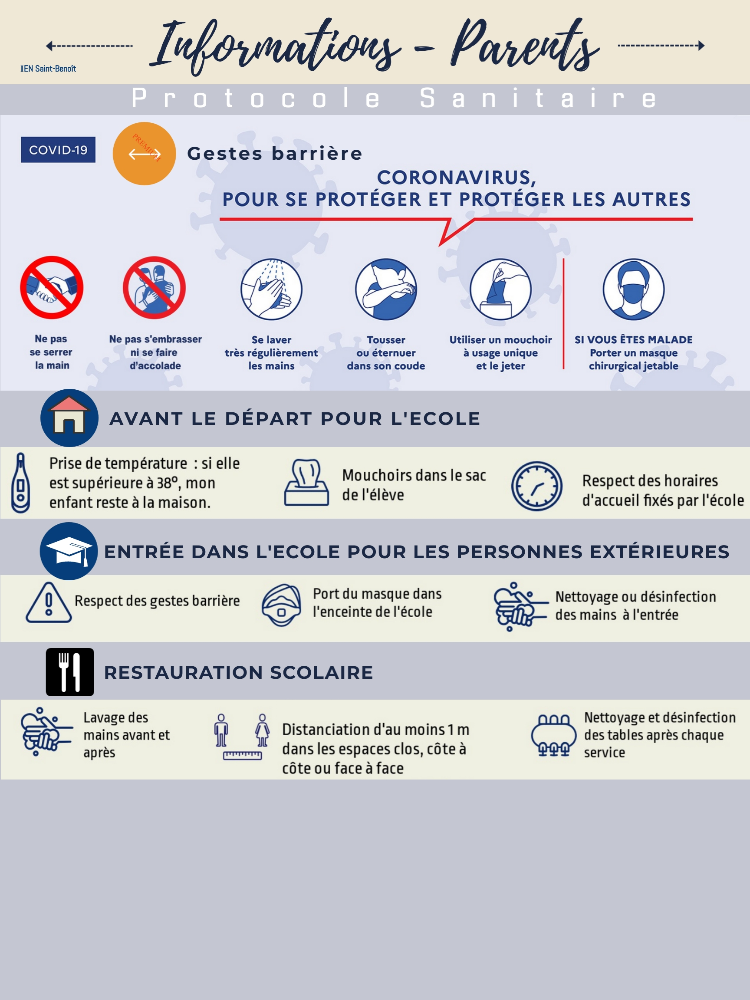 Informations - Parents
IEN Saint-Benoît
Protocole Sanitaire
COVID-19
PREMIUM
Gestes barrière
CORONAVIRUS,
POUR SE PROTÉGER ET PROTÉGER LES AUTRES
Ne pas
se serrer
la main
Ne pas s'embrasser
ni se faire
d’accolade
Se laver
très régulièrement
les mains
Tousser
ou éternuer
dans son coude
Utiliser un mouchoir
à usage unique
et le jeter
SI VOUS ÊTES MALADE
Porter un masque
chirurgical jetable
AVANT LE DÉPART POUR L'ECOLE
Prise de température : si elle
est supérieure à 38º, mon
enfant reste à la maison.
Mouchoirs dans le sac
de l'élève
Respect des horaires
d'accueil fixés par l'école
ENTRÉE DANS L'ECOLE POUR LES PERSONNES EXTÉRIEURES
Respect des gestes barrière
Port du masque dans
l'enceinte de l'école
Nettoyage ou désinfection
des mains à l'entrée
RESTAURATION SCOLAIRE
Lavage des
mains avant et
après
Distanciation d'au moins 1 m
dans les espaces clos, côte à
côte ou face à face
Nettoyage et désinfection
des tables après chaque
service